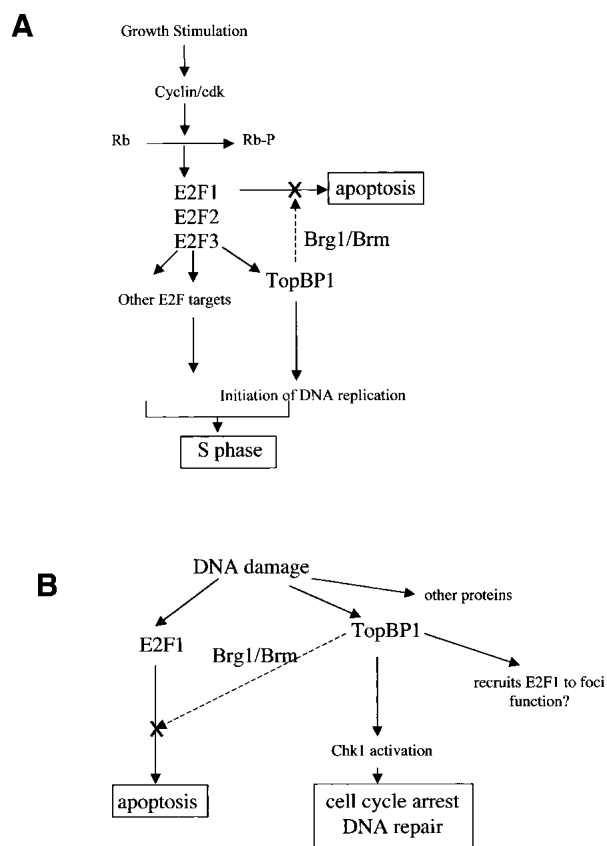 A
Growth Stimulation
Cyclin/cdk
Rb
Rb-P
E2F1
X
apoptosis
E2F2
E2F3
Brg1/Brm
TopBP1
Other E2F targets
Initiation of DNA replication
S phase
B
DNA damage
other proteins
E2F1
TopBP1
Brg1/Brm
recruits E2F1 to foci
function?
X
Chk1 activation
apoptosis
cell cycle arrest
DNA repair